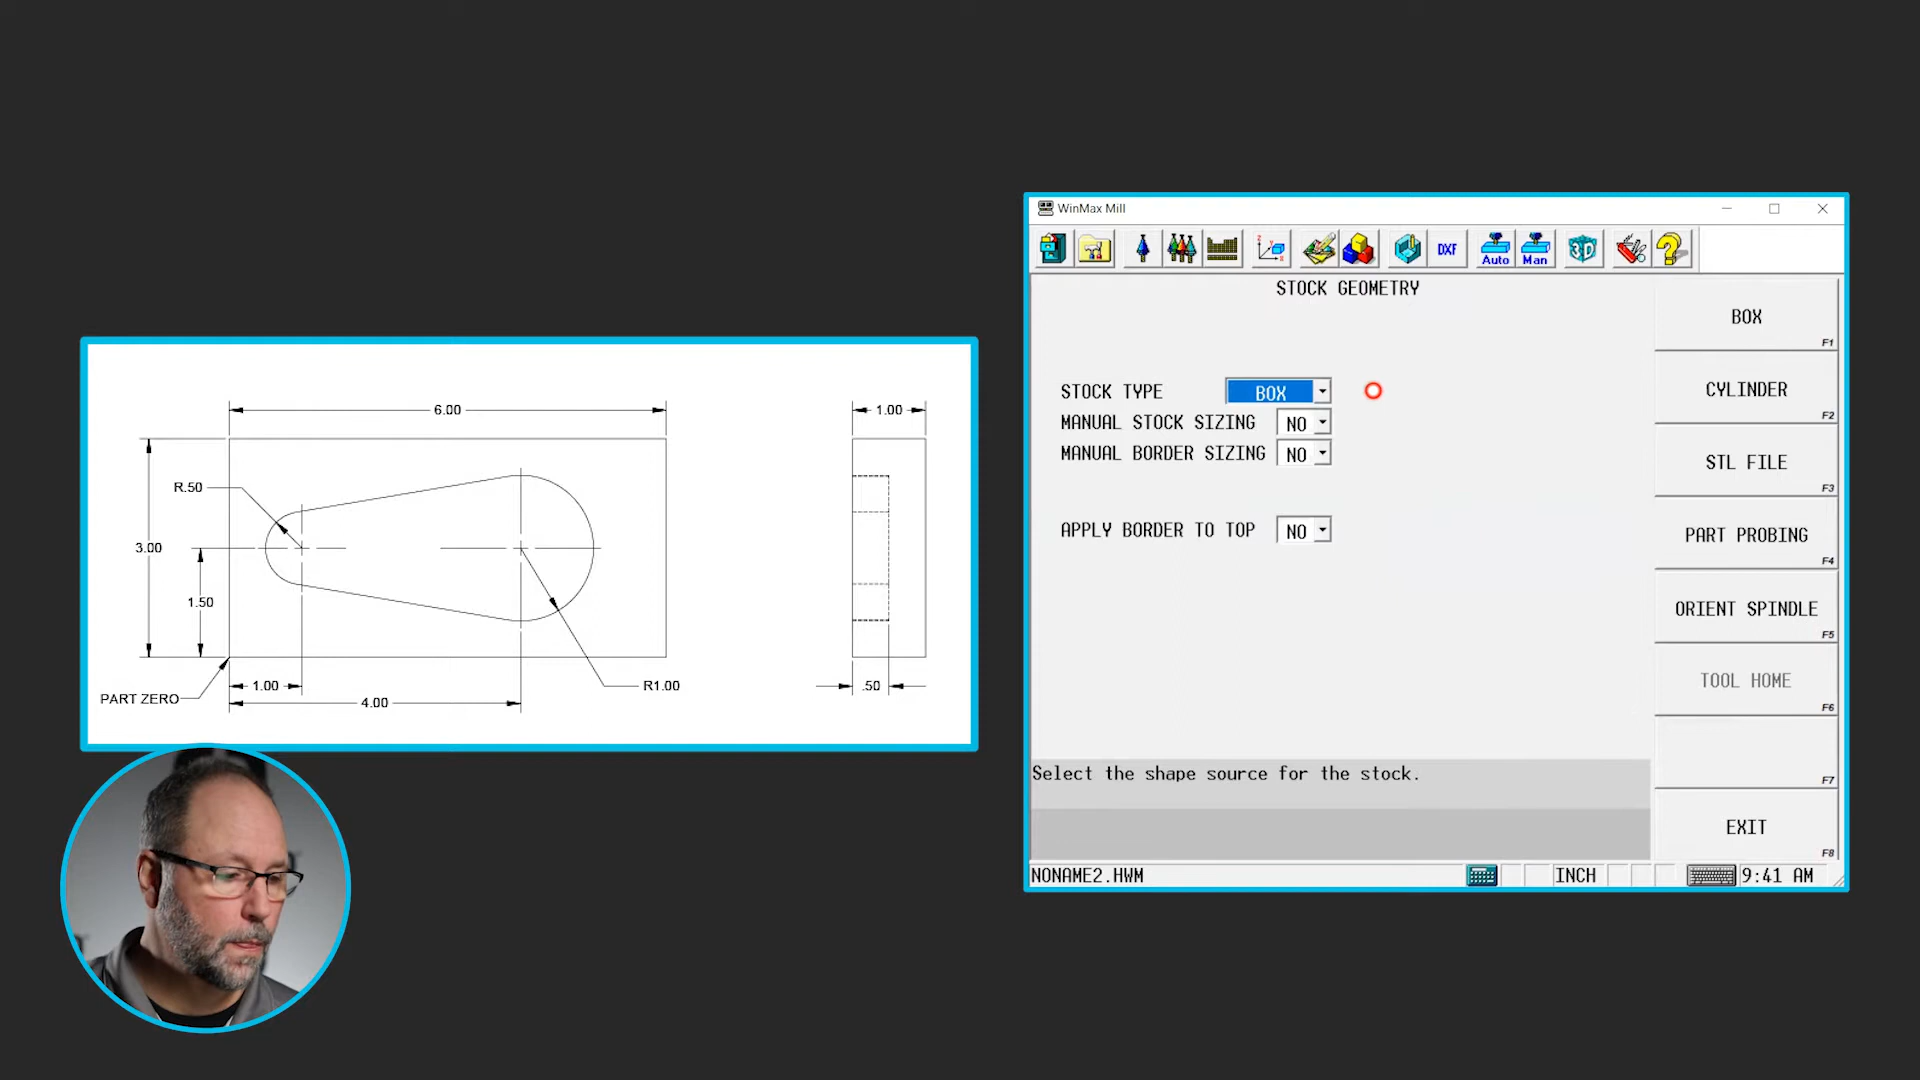 WinMax Mill
DXF
Auto
Man
3D
STOCK GEOMETRY
STOCK TYPE BOX
MANUAL STOCK SIZING NO
MANUAL BORDER SIZING NO
APPLY BORDER TO TOP NO
Select the shape source for the stock.
NONAME2.HWM
INCH
9:41 AM
BOX
F1
CYLINDER
F2
STL FILE
F3
PART PROBING
F4
ORIENT SPINDLE
F5
TOOL HOME
F6
F7
EXIT
F8
6.00
1.00
R.50
3.00
1.50
1.00
R1.00
.50
PART ZERO
4.00